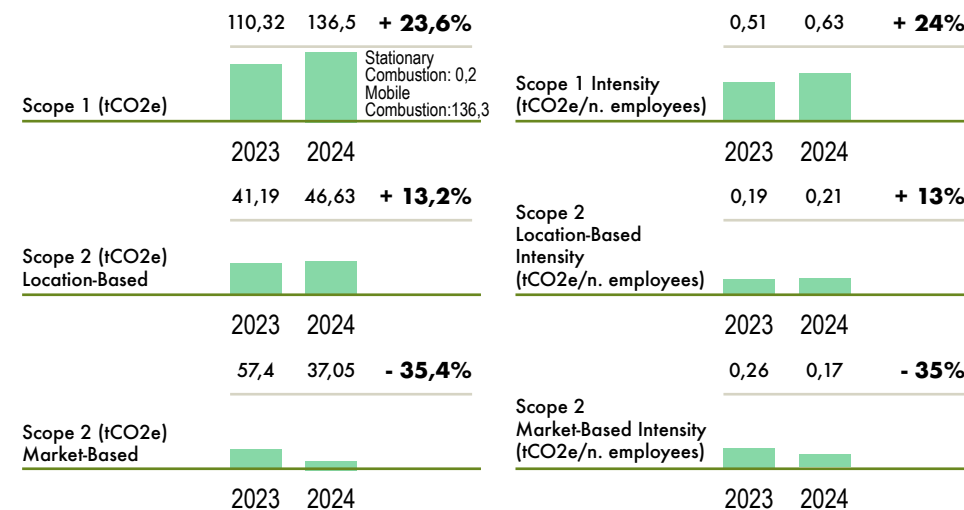 110,32 136,5 + 23,6%
Stationary
Combustion: 0,2
Mobile
Combustion:136,3
Scope 1 (tCO2e)
2023 2024
0,51 0,63 + 24%
Scope 1 Intensity
(tCO2e/n. employees)
2023 2024
41,19 46,63 + 13,2%
Scope 2 (tCO2e)
Location-Based
2023 2024
0,19 0,21 + 13%
Scope 2
Location-Based
Intensity
(tCO2e/n. employees)
2023 2024
57,4 37,05 - 35,4%
Scope 2 (tCO2e)
Market-Based
2023 2024
0,26 0,17 - 35%
Scope 2
Market-Based Intensity
(tCO2e/n. employees)
2023 2024